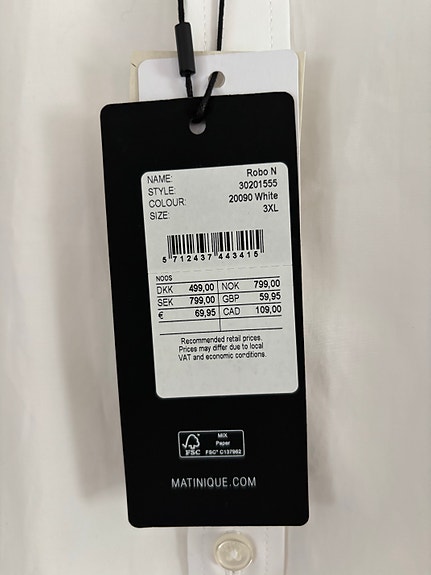 NAME: Robo N
STYLE: 30201555
COLOUR: 20090 White
SIZE: 3XL
5 712437 443415
NOOS
DKK 499,00 NOK 799,00
SEK 799,00 GBP 59,95
€ 69,95 CAD 109,00
Recommended retail prices.
Prices may differ due to local
VAT and economic conditions.
FSC
MIX
Paper
FSC® C137982
MATINIQUE.COM